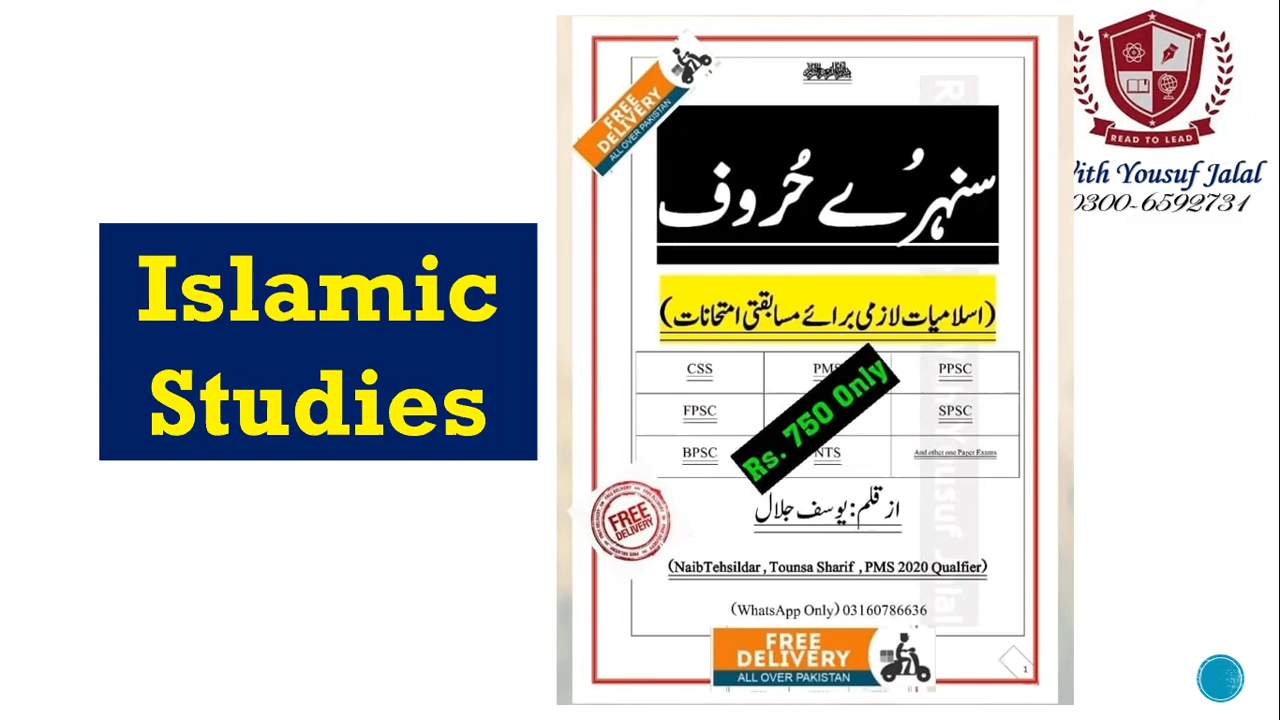 Islamic
Studies
FREE
DELIVERY
ALL OVER PAKISTAN
سنہرے حُروف
(اسلامیات لازمی برائے مسابقتی امتحانات)
CSS PMS PPSC
FPSC SPSC
BPSC NTS And other one Paper Exams
Rs. 750 Only
از قلم: یوسف جلال
FREE
DELIVERY
(NaibTehsildar , Tounsa Sharif , PMS 2020 Qualfier)
(WhatsApp Only) 03160786636
FREE
DELIVERY
ALL OVER PAKISTAN
1
READ TO LEAD
With Yousuf Jalal
0300-6592731